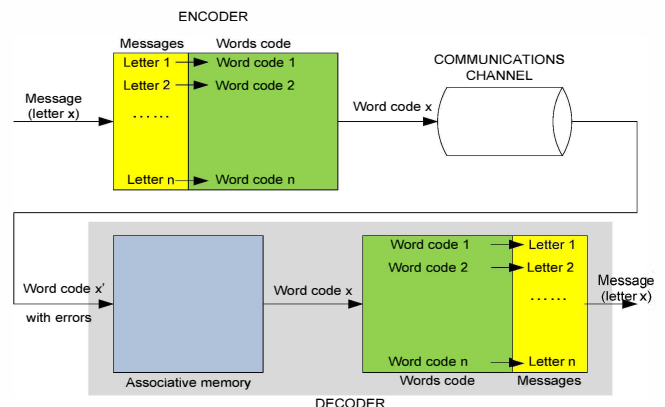 ENCODER
Messages Words code
Letter 1 Word code 1
Letter 2 Word code 2
......
Letter n Word code n
Message
(letter x)
Word code x
COMMUNICATIONS
CHANNEL
Word code x'
with errors
Associative memory
Word code x
Word code 1 Letter 1
Word code 2 Letter 2
......
Word code n Letter n
Words code Messages
Message
(letter x)
DECODER